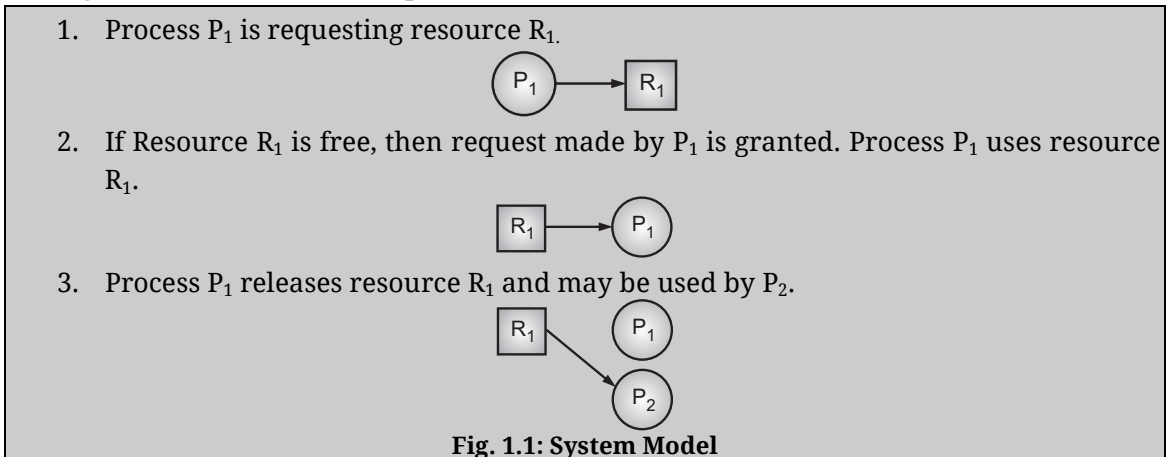 1. Process P₁ is requesting resource R₁.
P₁ R₁
2. If Resource R₁ is free, then request made by P₁ is granted. Process P₁ uses resource
R₁.
R₁ P₁
3. Process P₁ releases resource R₁ and may be used by P₂.
R₁ P₁
P₂
Fig. 1.1: System Model